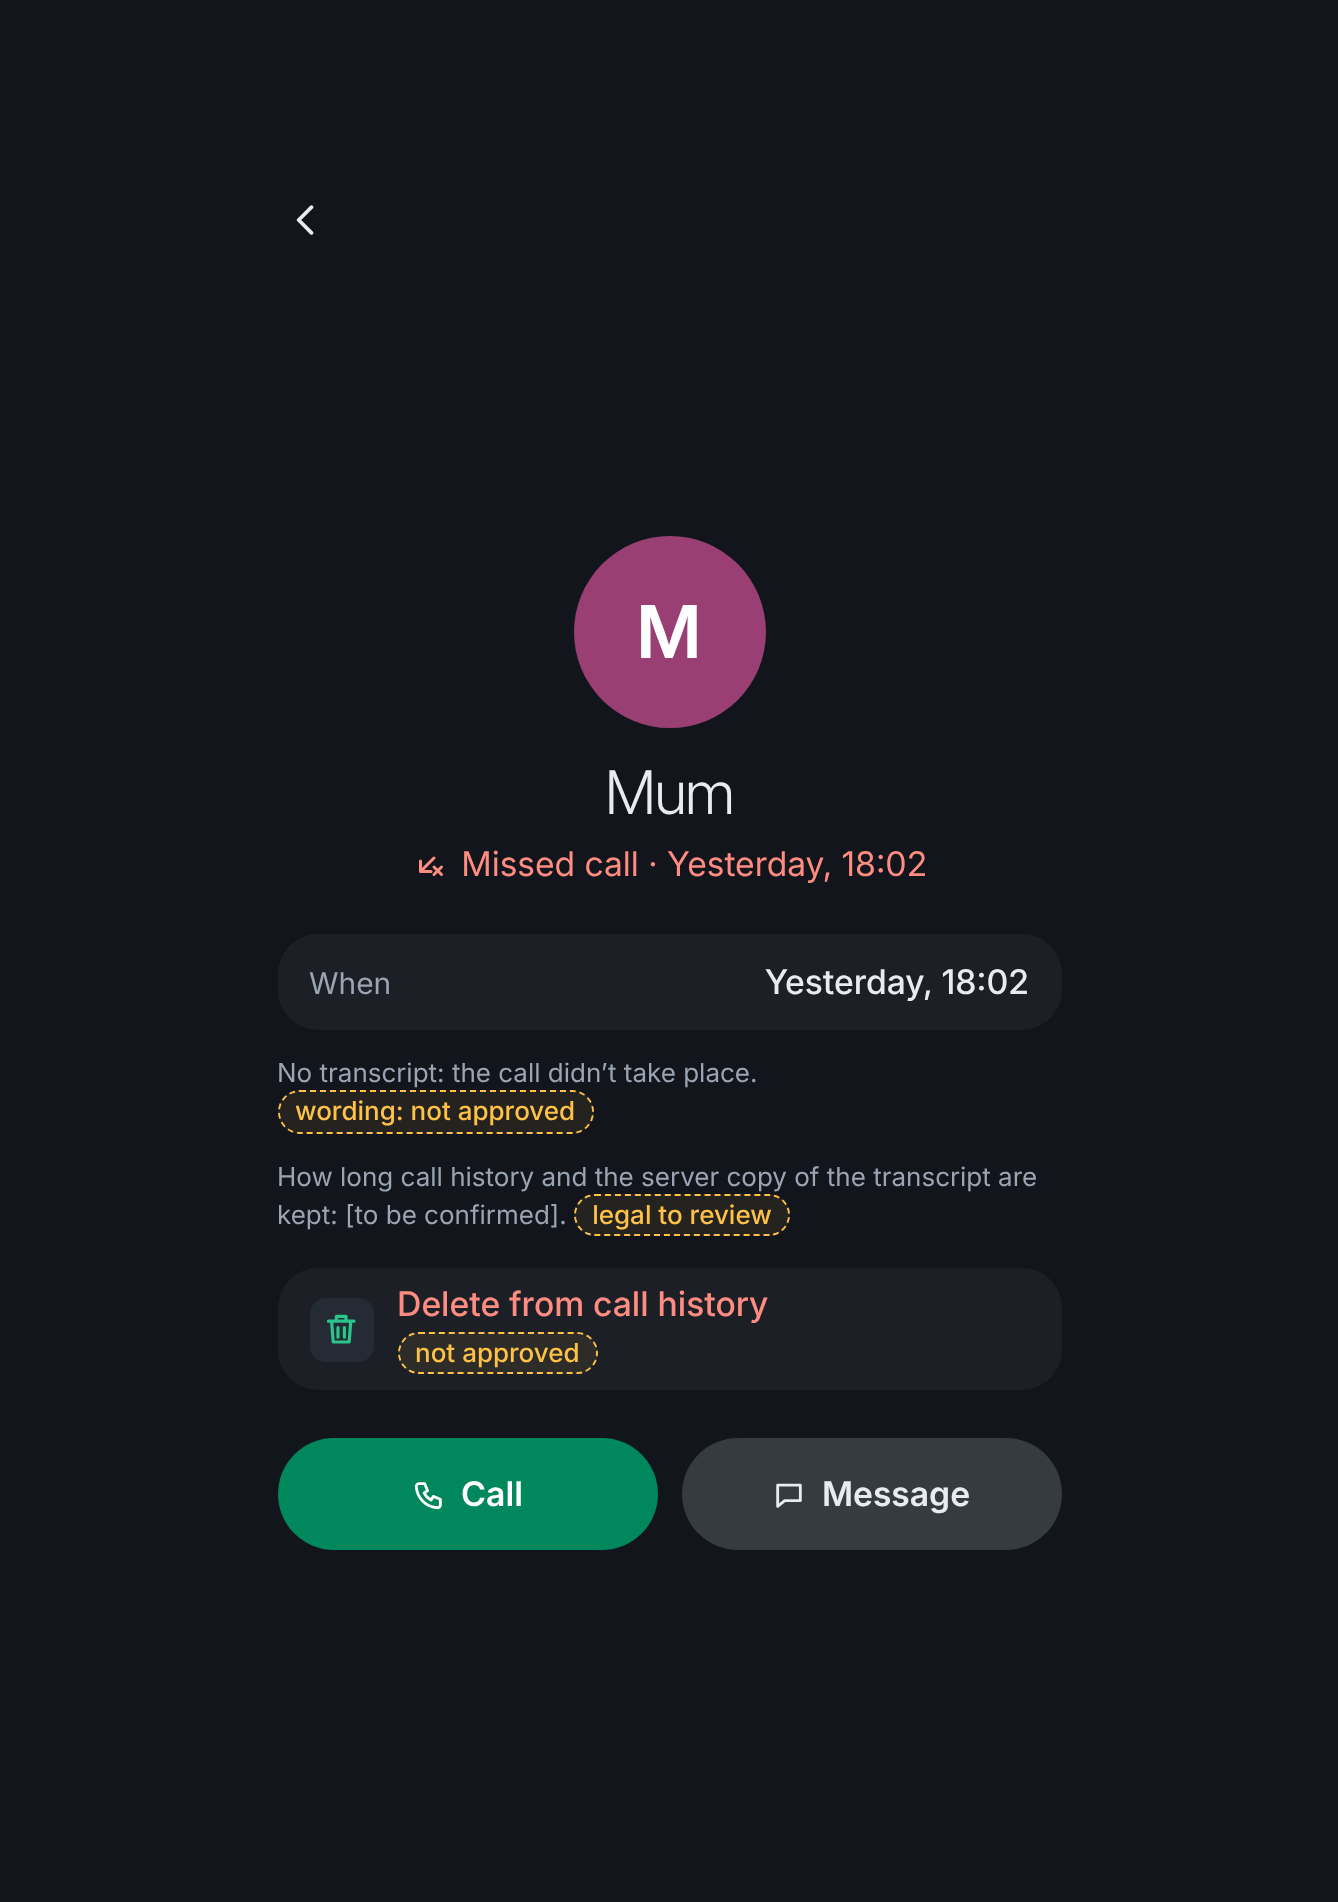 M
Mum
Missed call · Yesterday, 18:02
When Yesterday, 18:02
No transcript: the call didn’t take place.
wording: not approved
How long call history and the server copy of the transcript are
kept: [to be confirmed]. legal to review
Delete from call history
not approved
Call Message